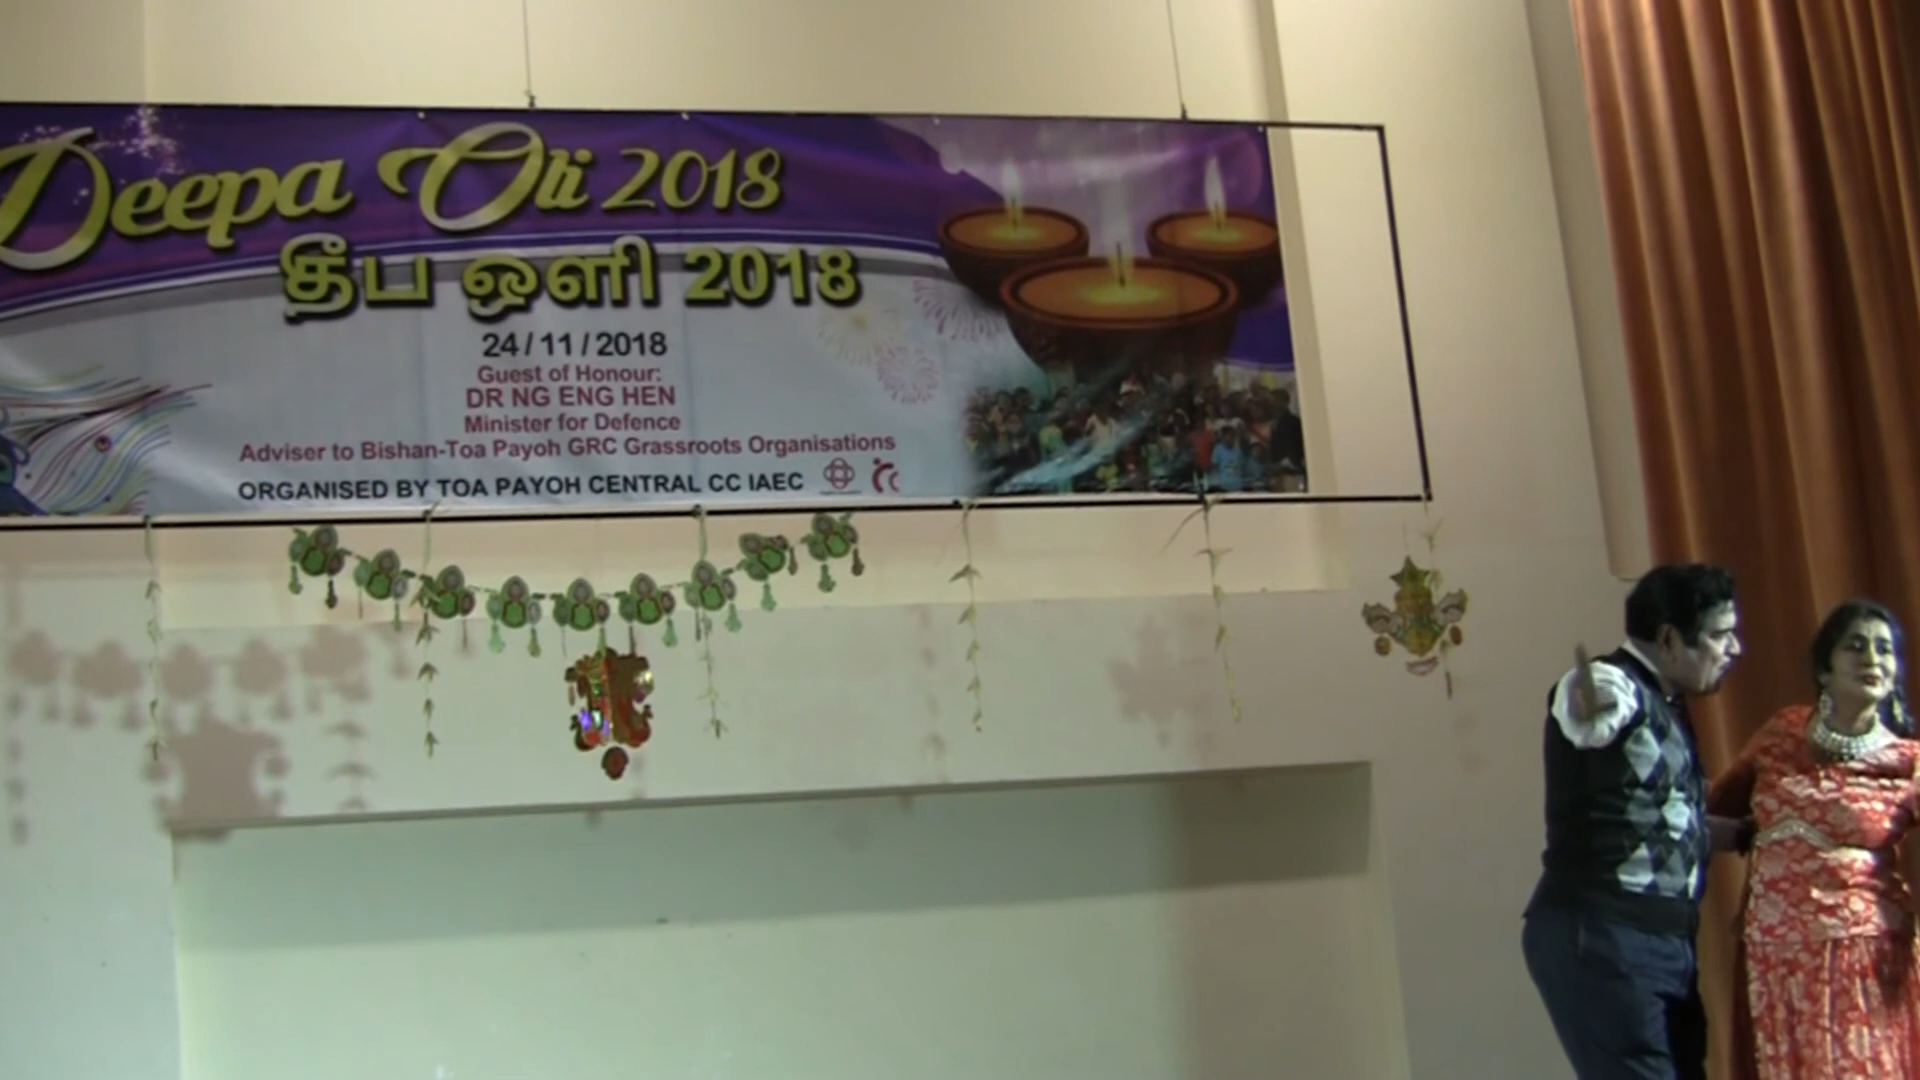 Deepa Oli 2018
தீப ஒளி 2018
24 / 11 / 2018
Guest of Honour:
DR NG ENG HEN
Minister for Defence
Adviser to Bishan-Toa Payoh GRC Grassroots Organisations
ORGANISED BY TOA PAYOH CENTRAL CC IAEC